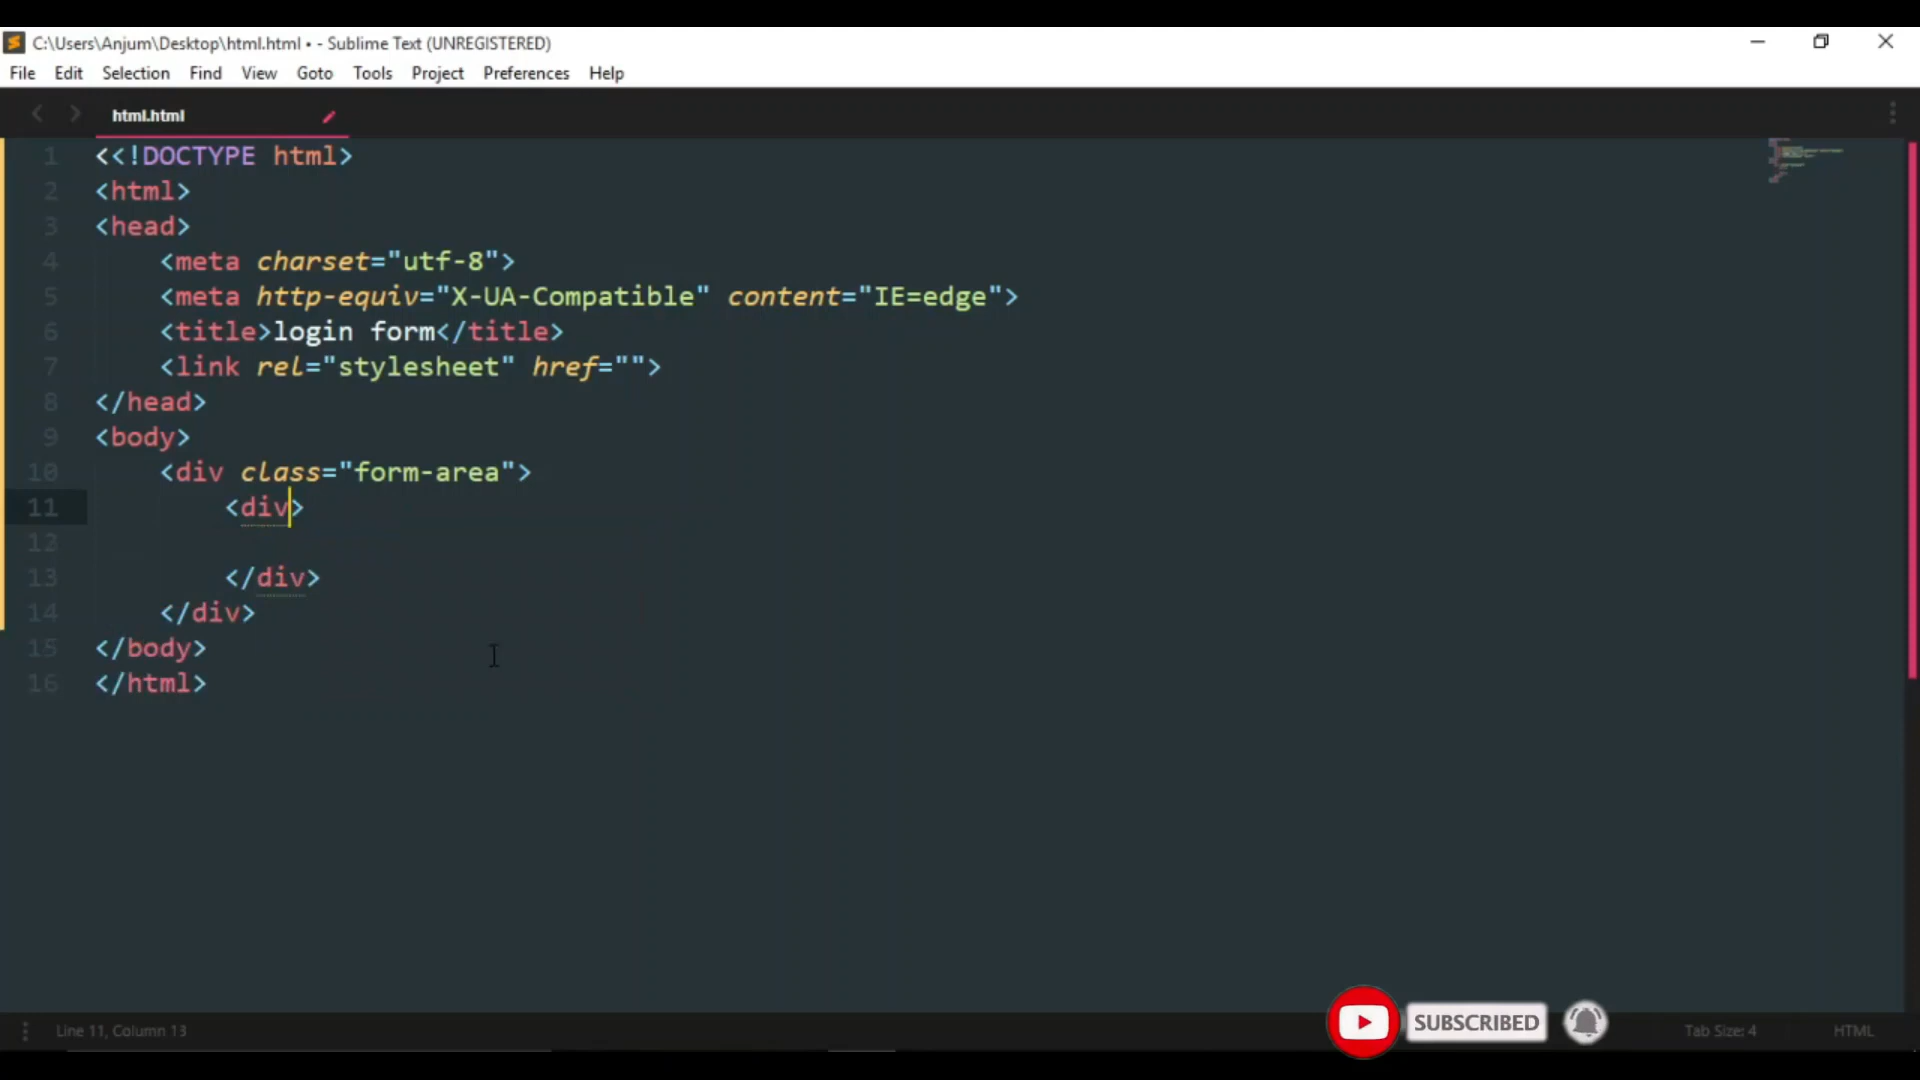 C:\Users\Anjum\Desktop\html.html • - Sublime Text (UNREGISTERED)
File Edit Selection Find View Goto Tools Project Preferences Help
html.html
1 <<!DOCTYPE html>
2 <html>
3 <head>
4 <meta charset="utf-8">
5 <meta http-equiv="X-UA-Compatible" content="IE=edge">
6 <title>login form</title>
7 <link rel="stylesheet" href="">
8 </head>
9 <body>
10 <div class="form-area">
11 <div>
12
13 </div>
14 </div>
15 </body>
16 </html>
Line 11, Column 13
SUBSCRIBED
Tab Size: 4
HTML